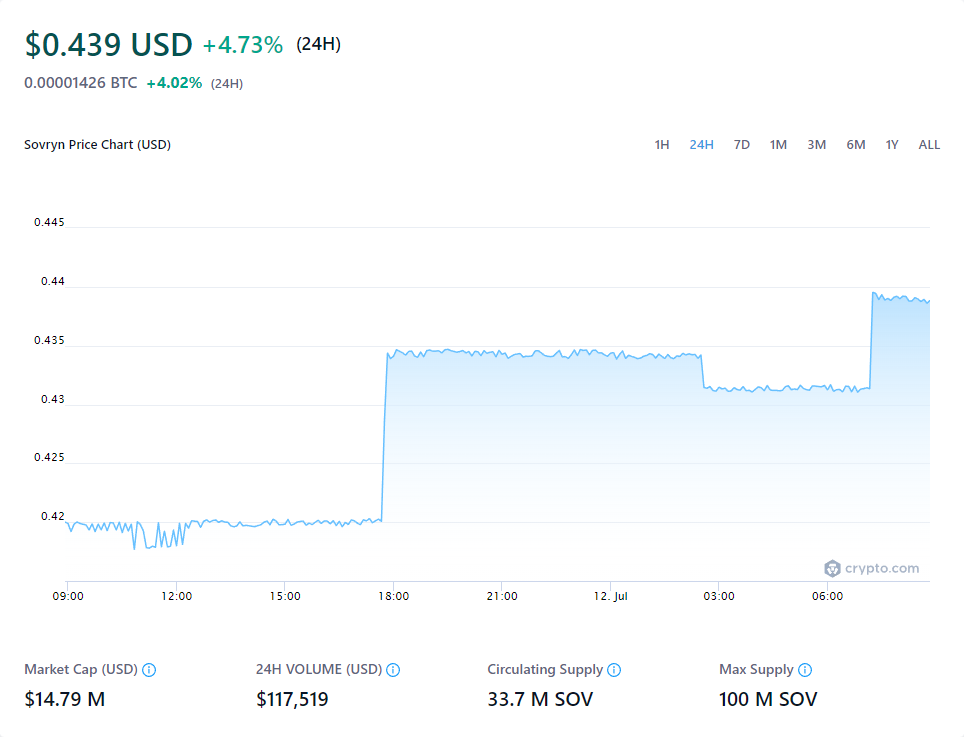 $0.439 USD +4.73% (24H)
0.00001426 BTC +4.02% (24H)
Sovryn Price Chart (USD) 1H 24H 7D 1M 3M 6M 1Y ALL
0.445
0.44
0.435
0.43
0.425
0.42
crypto.com
09:00 12:00 15:00 18:00 21:00 12. Jul 03:00 06:00
Market Cap (USD) 24H VOLUME (USD) Circulating Supply Max Supply
$14.79 M $117,519 33.7 M SOV 100 M SOV